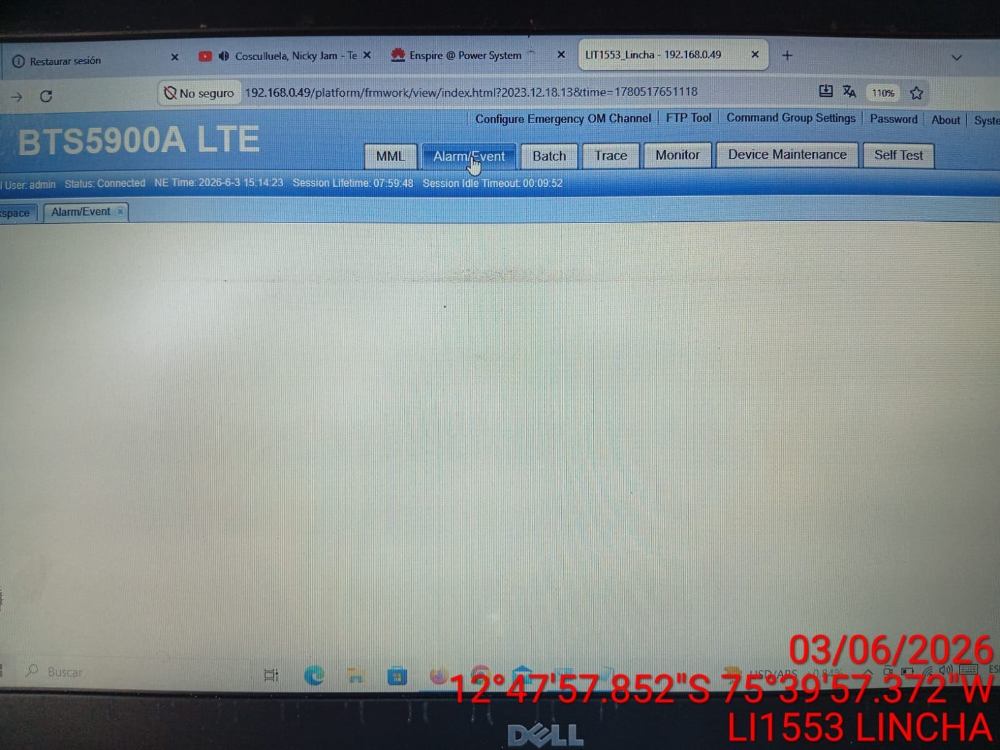 Restaurar sesión
Cosculluela, Nicky Jam - Te
Enspire @ Power System
LIT1553_Lincha - 192.168.0.49
No seguro
192.168.0.49/platform/frmwork/view/index.html?2023.12.18.13&time=1780517651118
110%
Configure Emergency OM Channel
FTP Tool
Command Group Settings
Password
About
Syste
BTS5900A LTE
MML
Alarm/Event
Batch
Trace
Monitor
Device Maintenance
Self Test
User: admin Status: Connected NE Time: 2026-6-3 15:14:23 Session Lifetime: 07:59:48 Session Idle Timeout: 00:09:52
space
Alarm/Event
03/06/2026
Buscar
USD/ARS
ES
12°47'57.852"S 75°39'57.372"W
LI1553 LINCHA
DELL